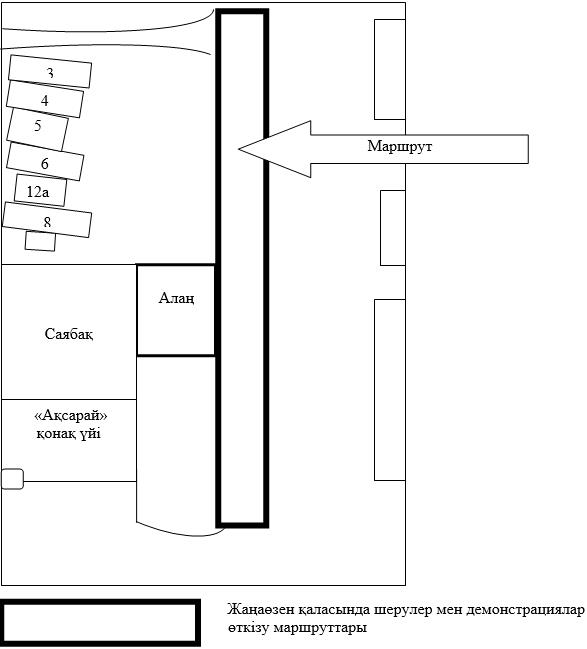 3
4
5
6
12а
8
Маршрут
Алаң
Саябақ
«Ақсарай»
қонақ үйі
Жаңаөзен қаласында шерулер мен демонстрациялар
өткізу маршруттары